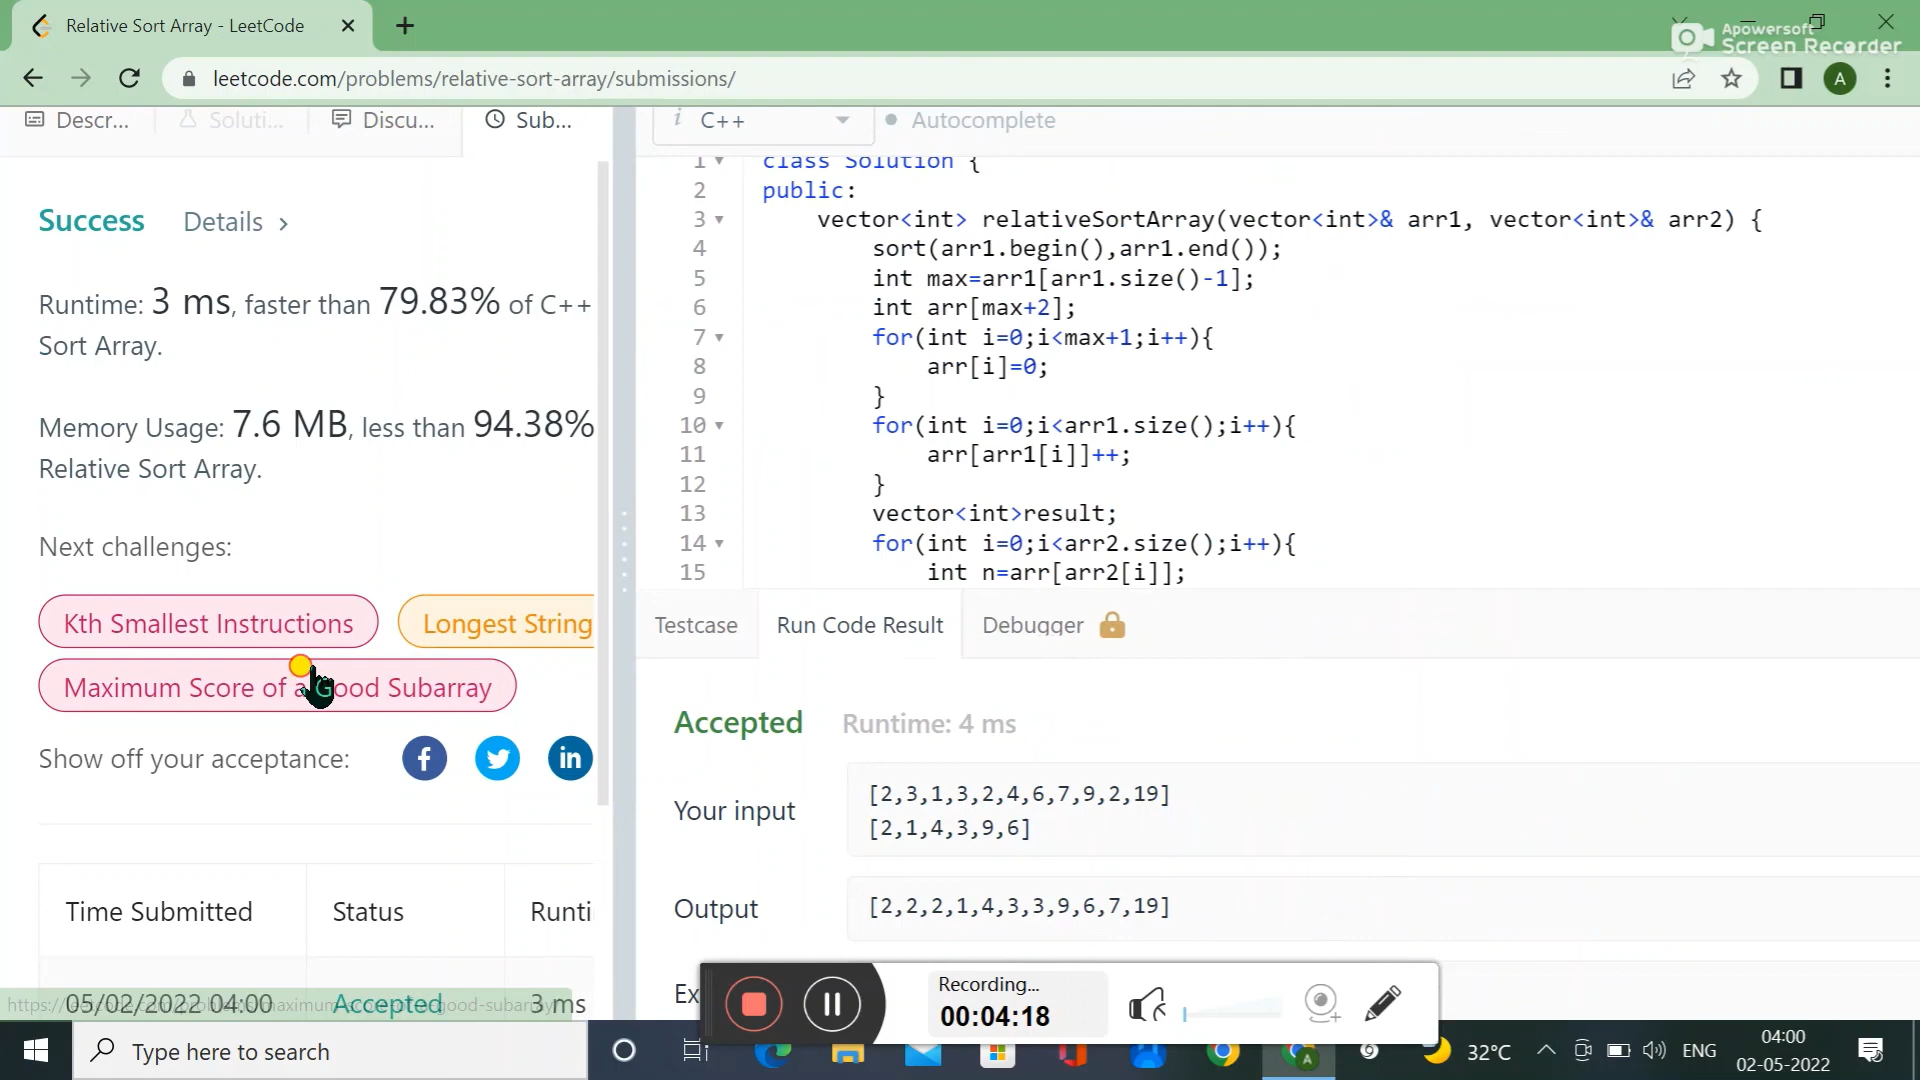 Relative Sort Array - LeetCode
Apowersoft
Screen Recorder
leetcode.com/problems/relative-sort-array/submissions/
A
Descr...
Soluti...
Discu...
Sub...
i C++
Autocomplete
Success Details >
Runtime: 3 ms, faster than 79.83% of C++
Sort Array.
Memory Usage: 7.6 MB, less than 94.38%
Relative Sort Array.
Next challenges:
Kth Smallest Instructions
Longest String
Maximum Score of a Good Subarray
Show off your acceptance:
Time Submitted Status Runti
05/02/2022 04:00 Accepted 3 ms
1 class Solution {
2 public:
3 vector<int> relativeSortArray(vector<int>& arr1, vector<int>& arr2) {
4 sort(arr1.begin(),arr1.end());
5 int max=arr1[arr1.size()-1];
6 int arr[max+2];
7 for(int i=0;i<max+1;i++){
8 arr[i]=0;
9 }
10 for(int i=0;i<arr1.size();i++){
11 arr[arr1[i]]++;
12 }
13 vector<int>result;
14 for(int i=0;i<arr2.size();i++){
15 int n=arr[arr2[i]];
Testcase
Run Code Result
Debugger
Accepted Runtime: 4 ms
Your input
[2,3,1,3,2,4,6,7,9,2,19]
[2,1,4,3,9,6]
Output
[2,2,2,1,4,3,3,9,6,7,19]
Ex
Recording...
00:04:18
Type here to search
32°C
ENG
04:00
02-05-2022